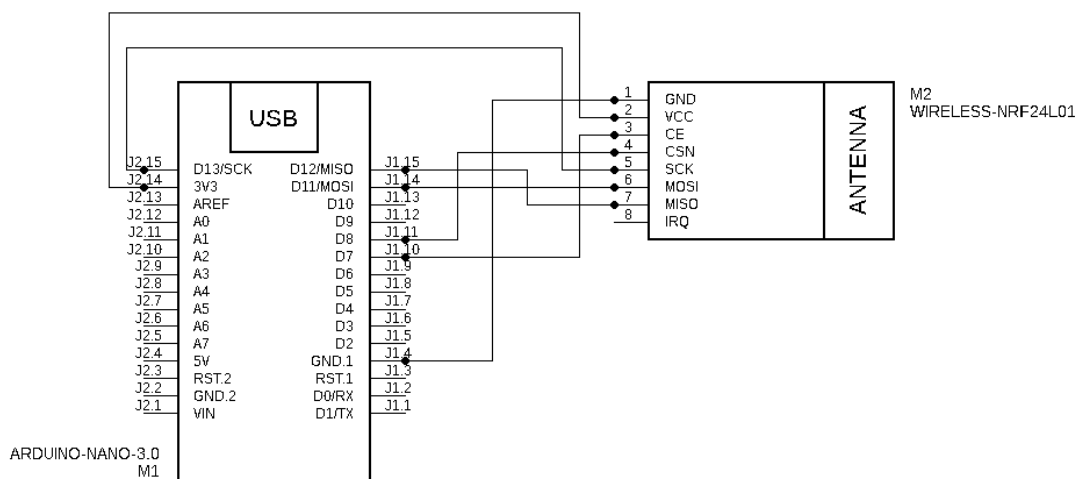 USB
J2.15 D13/SCK D12/MISO J1.15
J2.14 3V3 D11/MOSI J1.14
J2.13 AREF D10 J1.13
J2.12 A0 D9 J1.12
J2.11 A1 D8 J1.11
J2.10 A2 D7 J1.10
J2.9 A3 D6 J1.9
J2.8 A4 D5 J1.8
J2.7 A5 D4 J1.7
J2.6 A6 D3 J1.6
J2.5 A7 D2 J1.5
J2.4 5V GND.1 J1.4
J2.3 RST.2 RST.1 J1.3
J2.2 GND.2 D0/RX J1.2
J2.1 VIN D1/TX J1.1
ARDUINO-NANO-3.0
M1
1 GND
2 VCC
3 CE
4 CSN
5 SCK
6 MOSI
7 MISO
8 IRQ
ANTENNA
M2
WIRELESS-NRF24L01